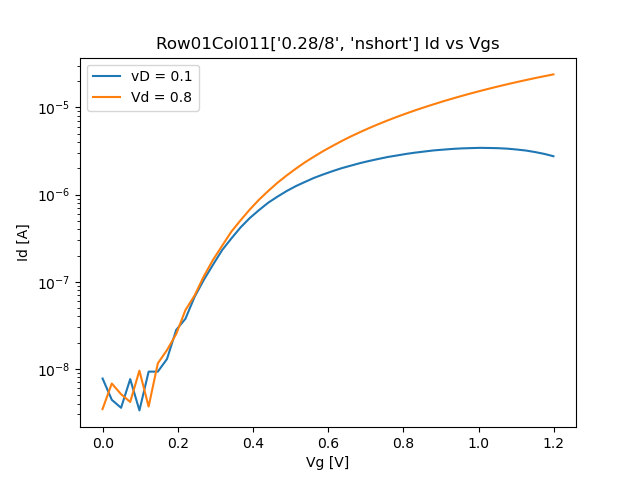 Row01Col011['0.28/8', 'nshort'] Id vs Vgs
vD = 0.1
Vd = 0.8
Id [A]
10⁻⁵
10⁻⁶
10⁻⁷
10⁻⁸
0.0 0.2 0.4 0.6 0.8 1.0 1.2
Vg [V]